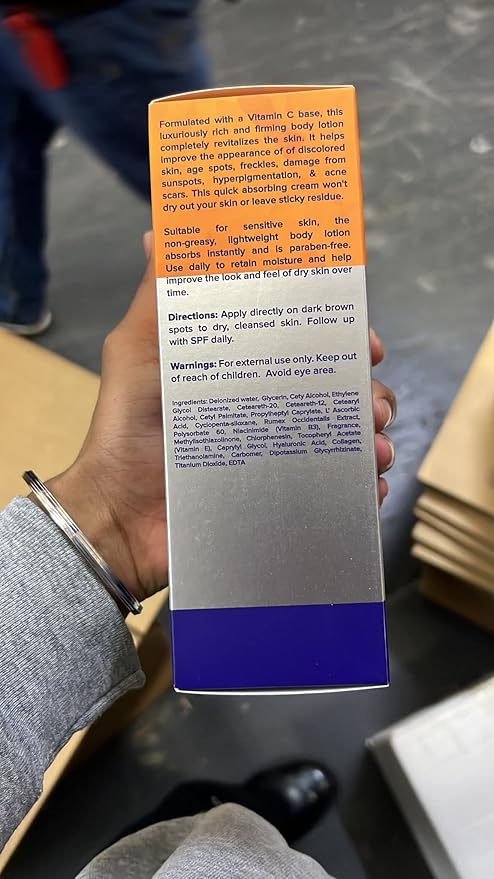 Formulated with a Vitamin C base, this
luxuriously rich and firming body lotion
completely revitalizes the skin. It helps
improve the appearance of of discolored
skin, age spots, freckles, damage from
sunspots, hyperpigmentation, & acne
scars. This quick absorbing cream won't
dry out your skin or leave sticky residue.
Suitable for sensitive skin, the
non-greasy, lightweight body lotion
absorbs instantly and is paraben-free.
Use daily to retain moisture and help
improve the look and feel of dry skin over
time.
Directions: Apply directly on dark brown
spots to dry, cleansed skin. Follow up
with SPF daily.
Warnings: For external use only. Keep out
of reach of children. Avoid eye area.
Ingredients: Deionized water, Glycerin, Cety Alcohol, Ethylene
Glycol Distearate, Ceteareth-20, Ceteareth-12, Cetearyl
Alcohol, Cetyl Palmitate, Propylheptyl Caprylate, L' Ascorbic
Acid, Cyclopenta-siloxane, Rumex Occidentalis Extract,
Polysorbate 60, Niacinimide (Vitamin B3), Fragrance,
Methylisothiazolinone, Chlorphenesin, Tocopheryl Acetate
(Vitamin E), Caprylyl Glycol, Hyaluronic Acid, Collagen,
Triethanolamine, Carbomer, Dipotassium Glycyrrhizinate,
Titanium Dioxide, EDTA